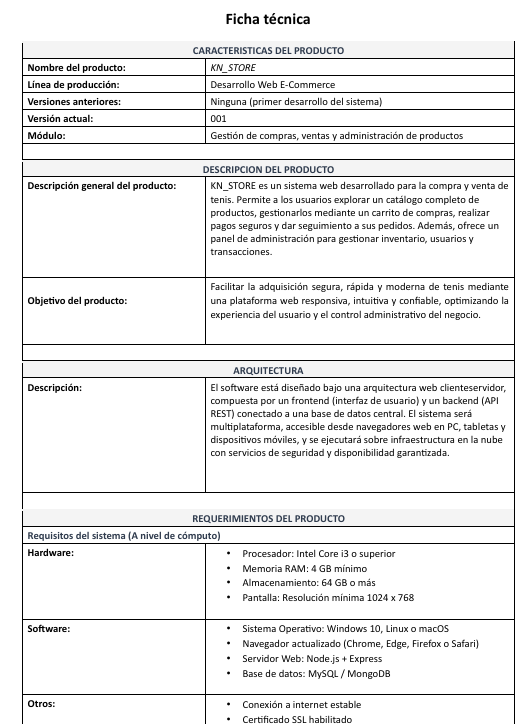 Ficha técnica
CARACTERISTICAS DEL PRODUCTO
Nombre del producto: KN_STORE
Línea de producción: Desarrollo Web E-Commerce
Versiones anteriores: Ninguna (primer desarrollo del sistema)
Versión actual: 001
Módulo: Gestión de compras, ventas y administración de productos
DESCRIPCION DEL PRODUCTO
Descripción general del producto: KN_STORE es un sistema web desarrollado para la compra y venta de
tenis. Permite a los usuarios explorar un catálogo completo de
productos, gestionarlos mediante un carrito de compras, realizar
pagos seguros y dar seguimiento a sus pedidos. Además, ofrece un
panel de administración para gestionar inventario, usuarios y
transacciones.
Objetivo del producto:
Facilitar la adquisición segura, rápida y moderna de tenis mediante
una plataforma web responsiva, intuitiva y confiable, optimizando la
experiencia del usuario y el control administrativo del negocio.
ARQUITECTURA
Descripción: El software está diseñado bajo una arquitectura web clienteservidor,
compuesta por un frontend (interfaz de usuario) y un backend (API
REST) conectado a una base de datos central. El sistema será
multiplataforma, accesible desde navegadores web en PC, tabletas y
dispositivos móviles, y se ejecutará sobre infraestructura en la nube
con servicios de seguridad y disponibilidad garantizada.
REQUERIMIENTOS DEL PRODUCTO
Requisitos del sistema (A nivel de cómputo)
Hardware: • Procesador: Intel Core i3 o superior
• Memoria RAM: 4 GB mínimo
• Almacenamiento: 64 GB o más
• Pantalla: Resolución mínima 1024 x 768
Software: • Sistema Operativo: Windows 10, Linux o macOS
• Navegador actualizado (Chrome, Edge, Firefox o Safari)
• Servidor Web: Node.js + Express
• Base de datos: MySQL / MongoDB
Otros: • Conexión a internet estable
• Certificado SSL habilitado